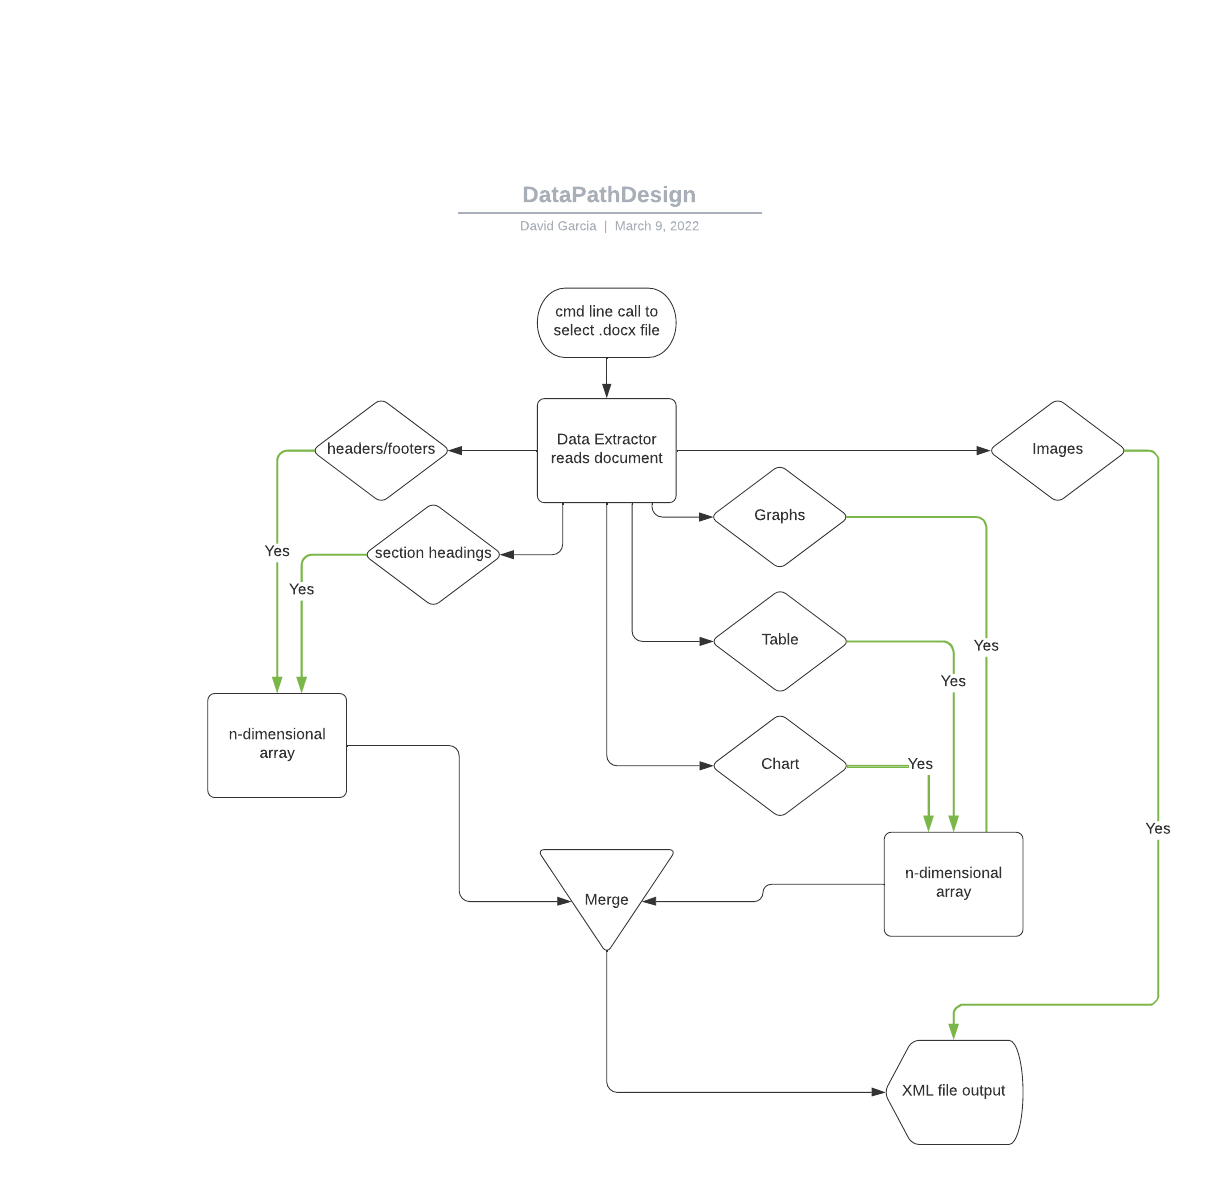 DataPathDesign
David Garcia | March 9, 2022
cmd line call to
select .docx file
Data Extractor
reads document
headers/footers
Images
Graphs
section headings
Yes
Yes
Table
Yes
Yes
n-dimensional
array
Chart
Yes
Yes
n-dimensional
array
Merge
XML file output